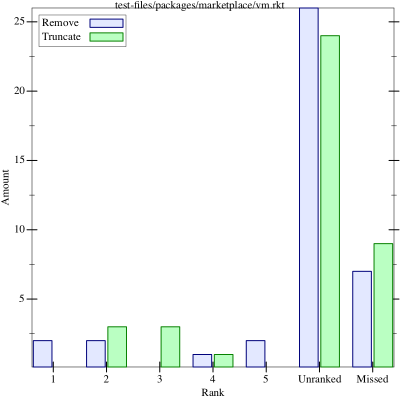 test-files/packages/marketplace/vm.rkt
Remove
Truncate
25
20
15
10
5
Amount
1 2 3 4 5 Unranked Missed
Rank